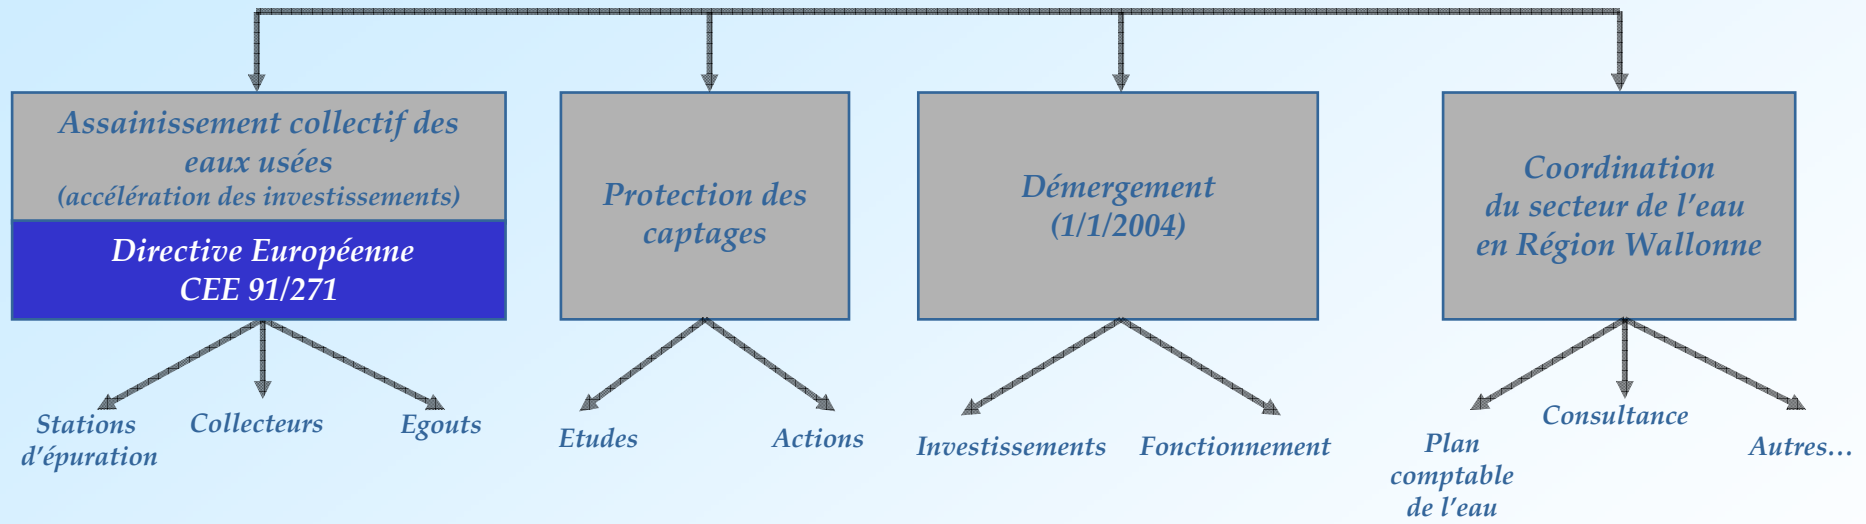 Assainissement collectif des
eaux usées
(accélération des investissements)
Directive Européenne
CEE 91/271
Protection des
captages
Démergement
(1/1/2004)
Coordination
du secteur de l’eau
en Région Wallonne
Stations
d’épuration
Collecteurs
Egouts
Etudes
Actions
Investissements
Fonctionnement
Plan
comptable
de l’eau
Consultance
Autres…